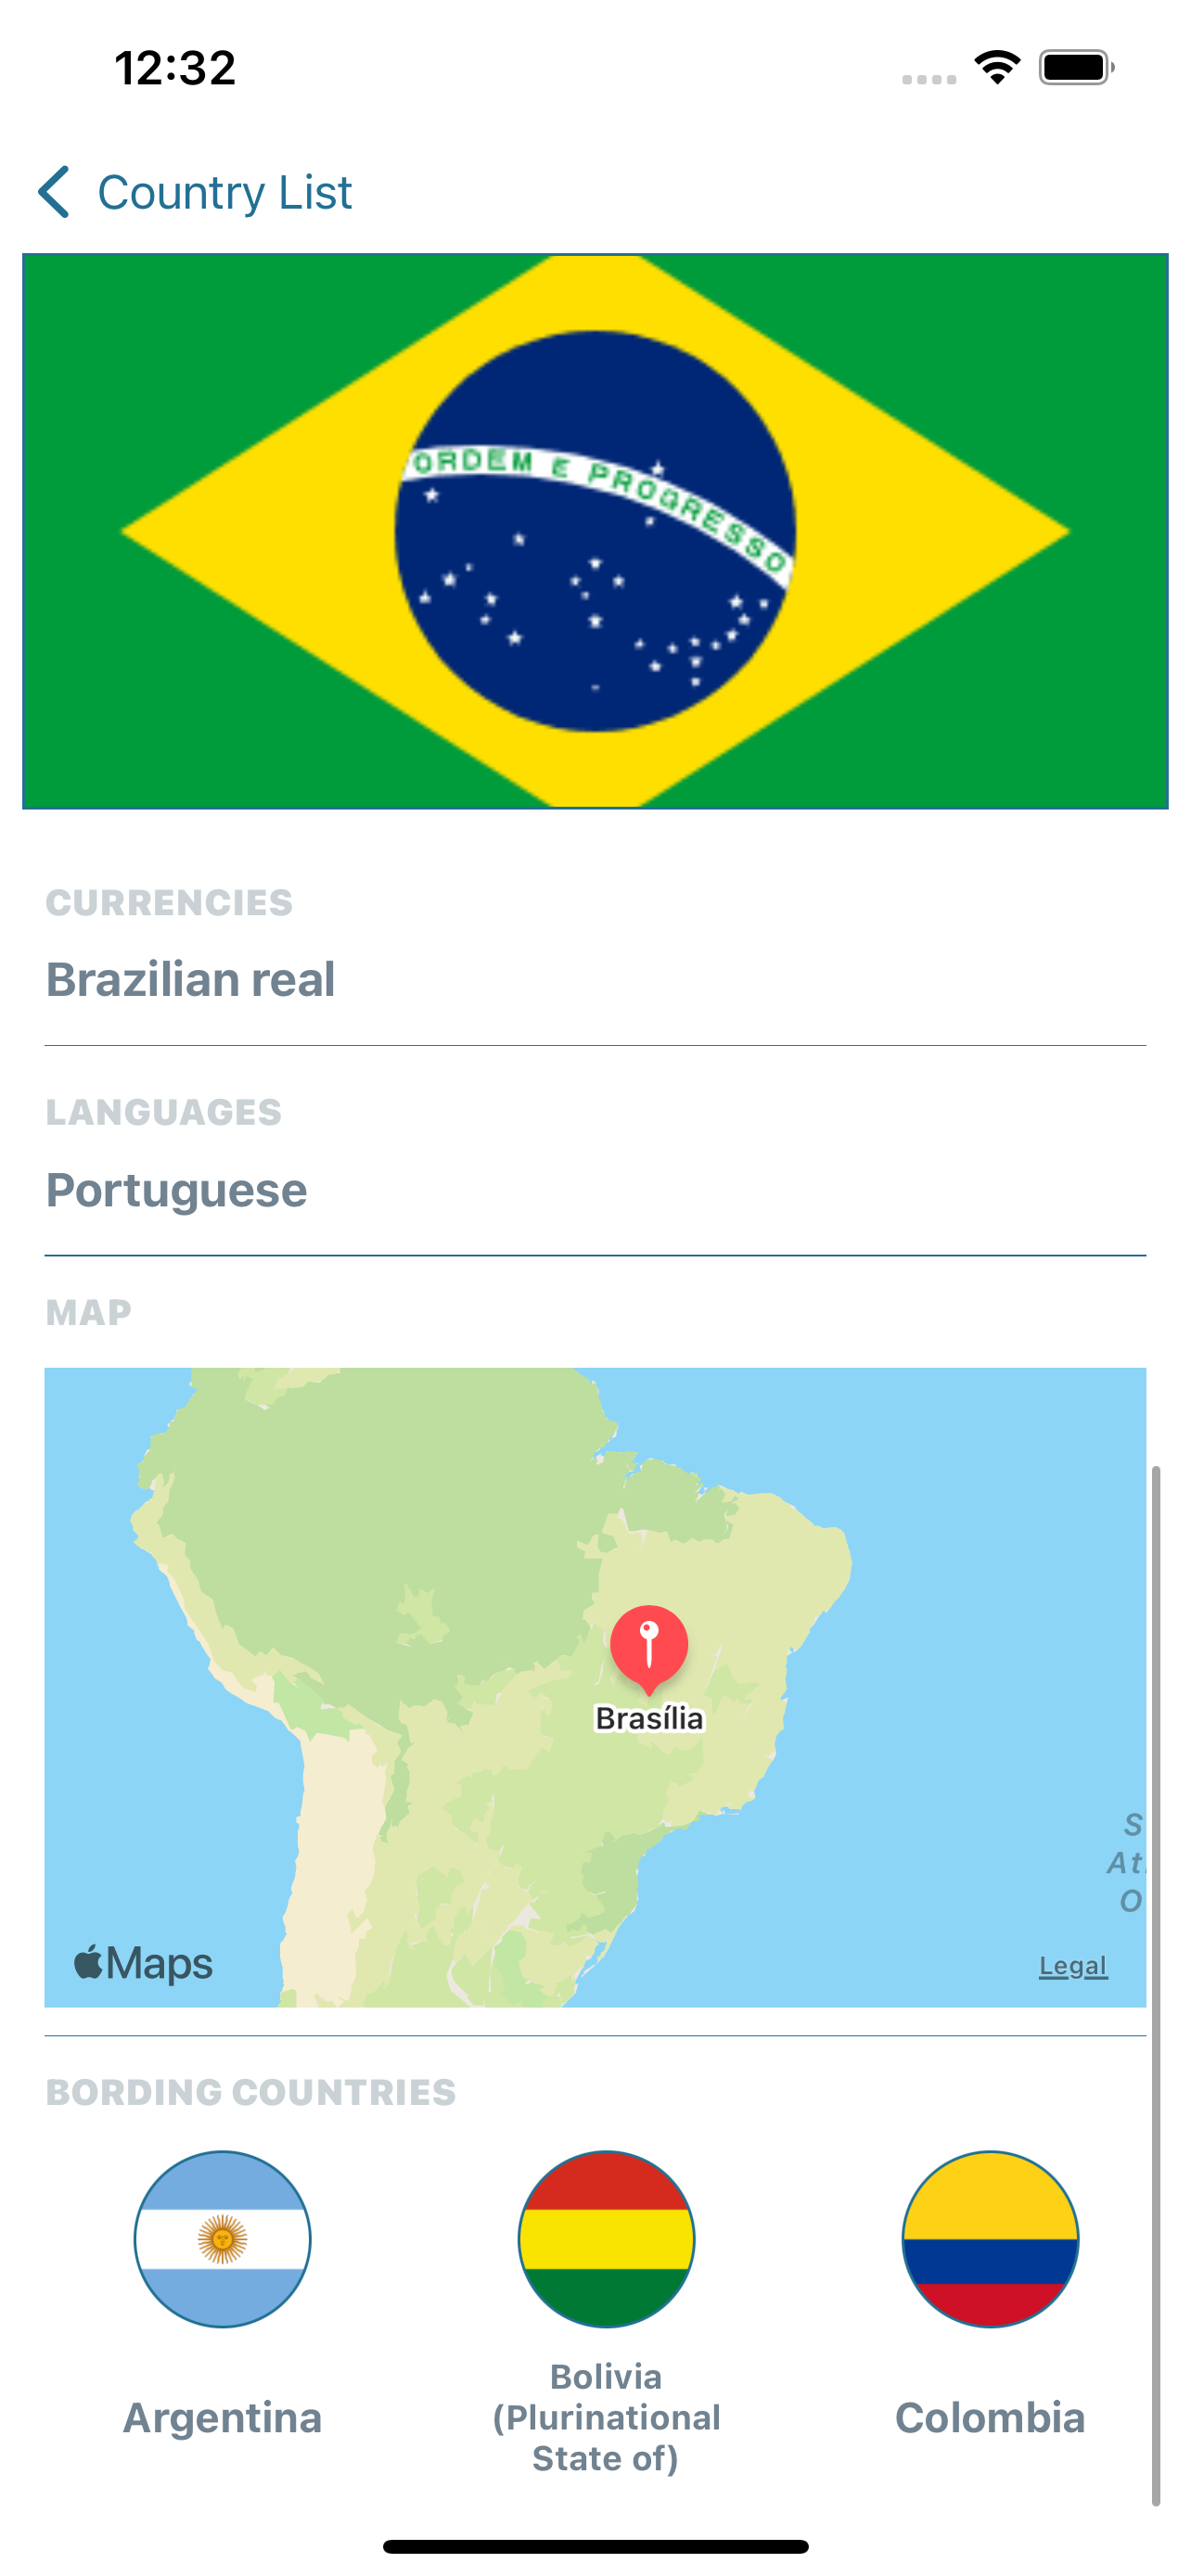 12:32
Country List
ORDEM E PROGRESSO
CURRENCIES
Brazilian real
LANGUAGES
Portuguese
MAP
Brasília
S
At
O
Maps
Legal
BORDING COUNTRIES
Argentina
Bolivia
(Plurinational
State of)
Colombia